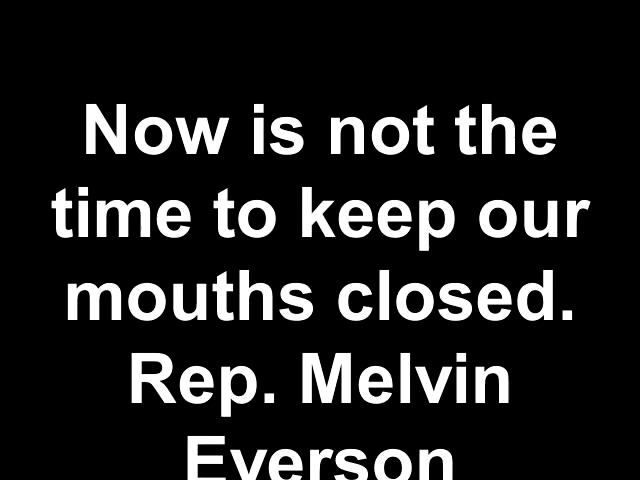 Now is not the
time to keep our
mouths closed.
Rep. Melvin
Everson